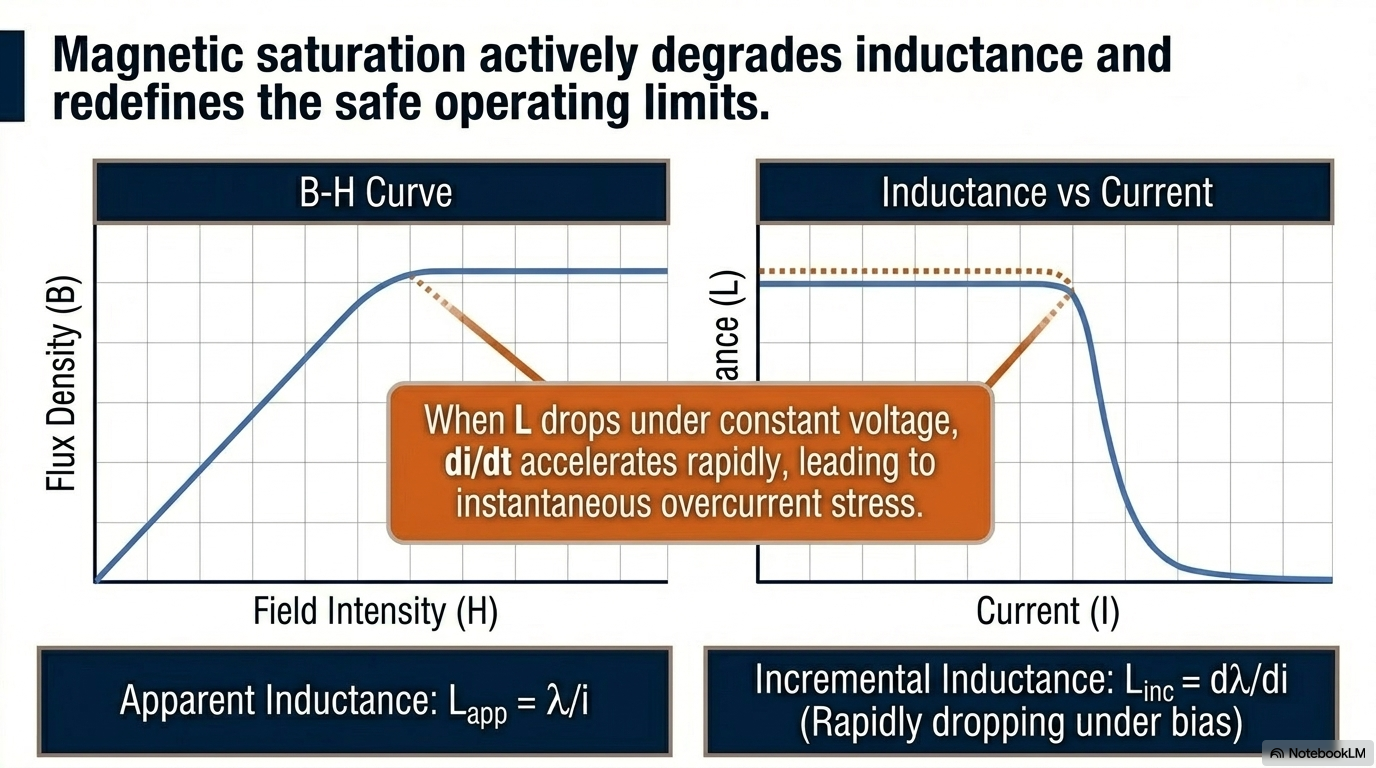 Magnetic saturation actively degrades inductance and
redefines the safe operating limits.
B-H Curve
Flux Density (B)
Field Intensity (H)
Inductance vs Current
ance (L)
Current (I)
When L drops under constant voltage,
di/dt accelerates rapidly, leading to
instantaneous overcurrent stress.
Apparent Inductance: Lapp = λ/i
Incremental Inductance: Linc = dλ/di
(Rapidly dropping under bias)
NotebookLM